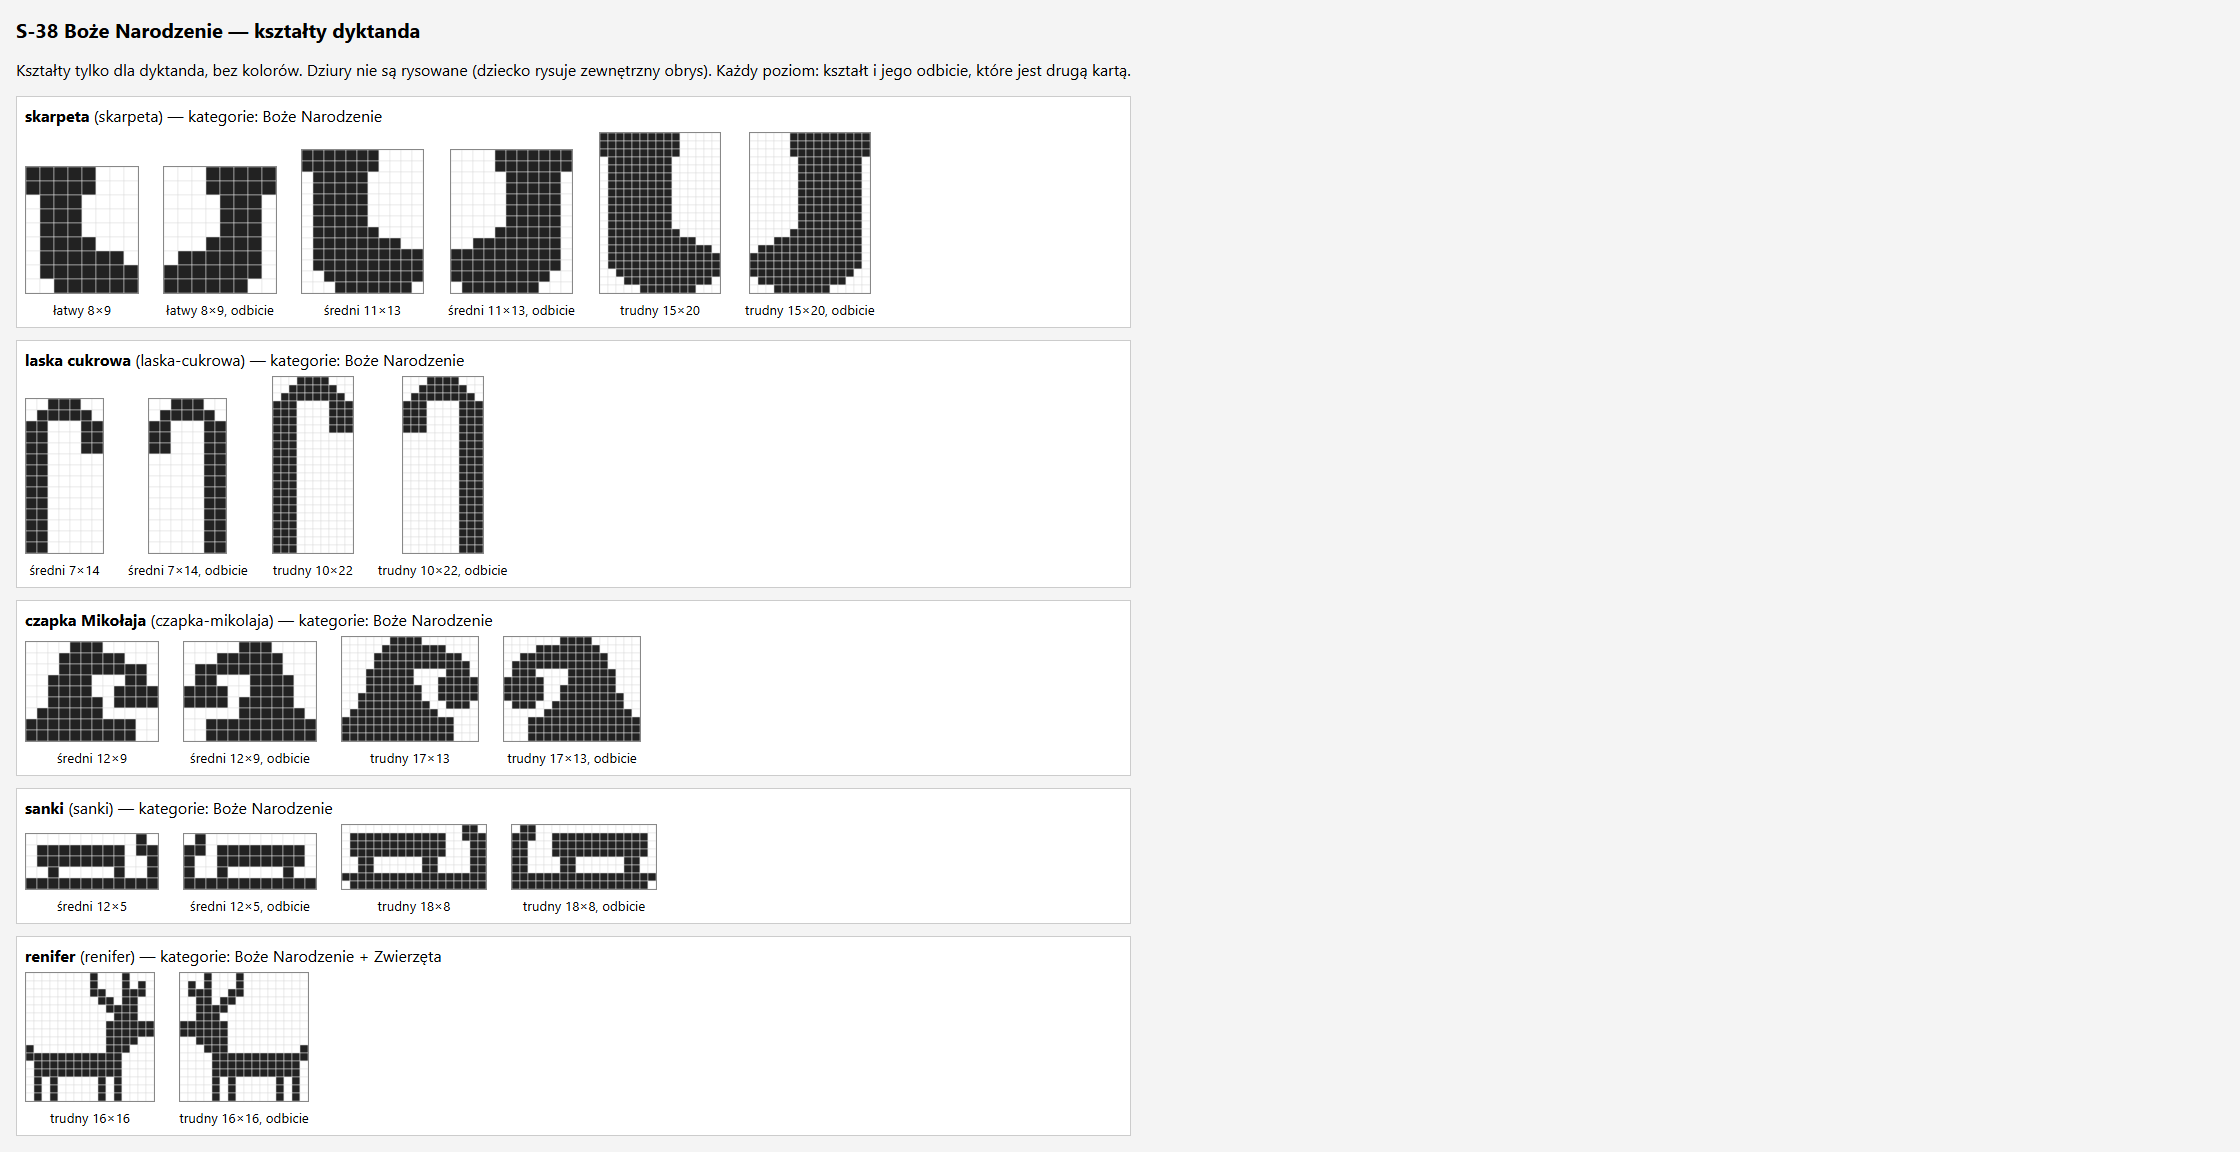 S-38 Boże Narodzenie — kształty dyktanda
Kształty tylko dla dyktanda, bez kolorów. Dziury nie są rysowane (dziecko rysuje zewnętrzny obrys). Każdy poziom: kształt i jego odbicie, które jest drugą kartą.
skarpeta (skarpeta) — kategorie: Boże Narodzenie
łatwy 8×9 łatwy 8×9, odbicie średni 11×13 średni 11×13, odbicie trudny 15×20 trudny 15×20, odbicie
laska cukrowa (laska-cukrowa) — kategorie: Boże Narodzenie
średni 7×14 średni 7×14, odbicie trudny 10×22 trudny 10×22, odbicie
czapka Mikołaja (czapka-mikolaja) — kategorie: Boże Narodzenie
średni 12×9 średni 12×9, odbicie trudny 17×13 trudny 17×13, odbicie
sanki (sanki) — kategorie: Boże Narodzenie
średni 12×5 średni 12×5, odbicie trudny 18×8 trudny 18×8, odbicie
renifer (renifer) — kategorie: Boże Narodzenie + Zwierzęta
trudny 16×16 trudny 16×16, odbicie